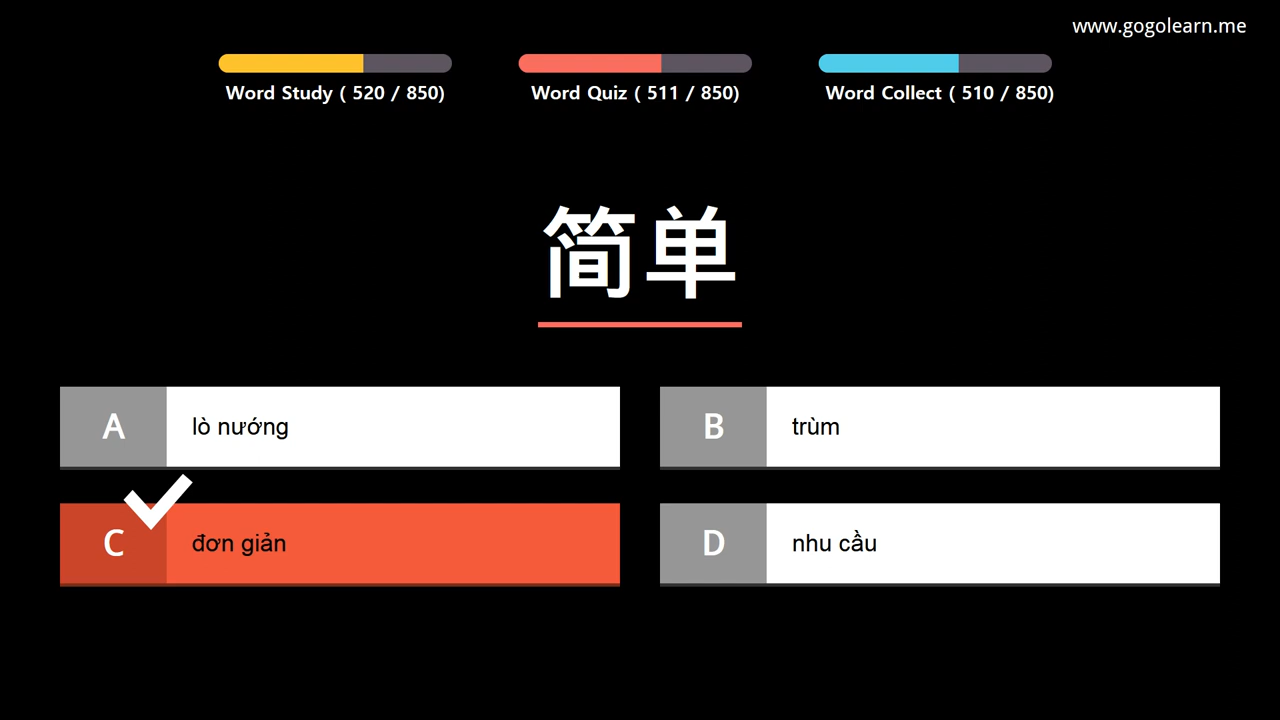 www.gogolearn.me
Word Study ( 520 / 850)
Word Quiz ( 511 / 850)
Word Collect ( 510 / 850)
简单
A lò nướng
B trùm
C đơn giản
D nhu cầu